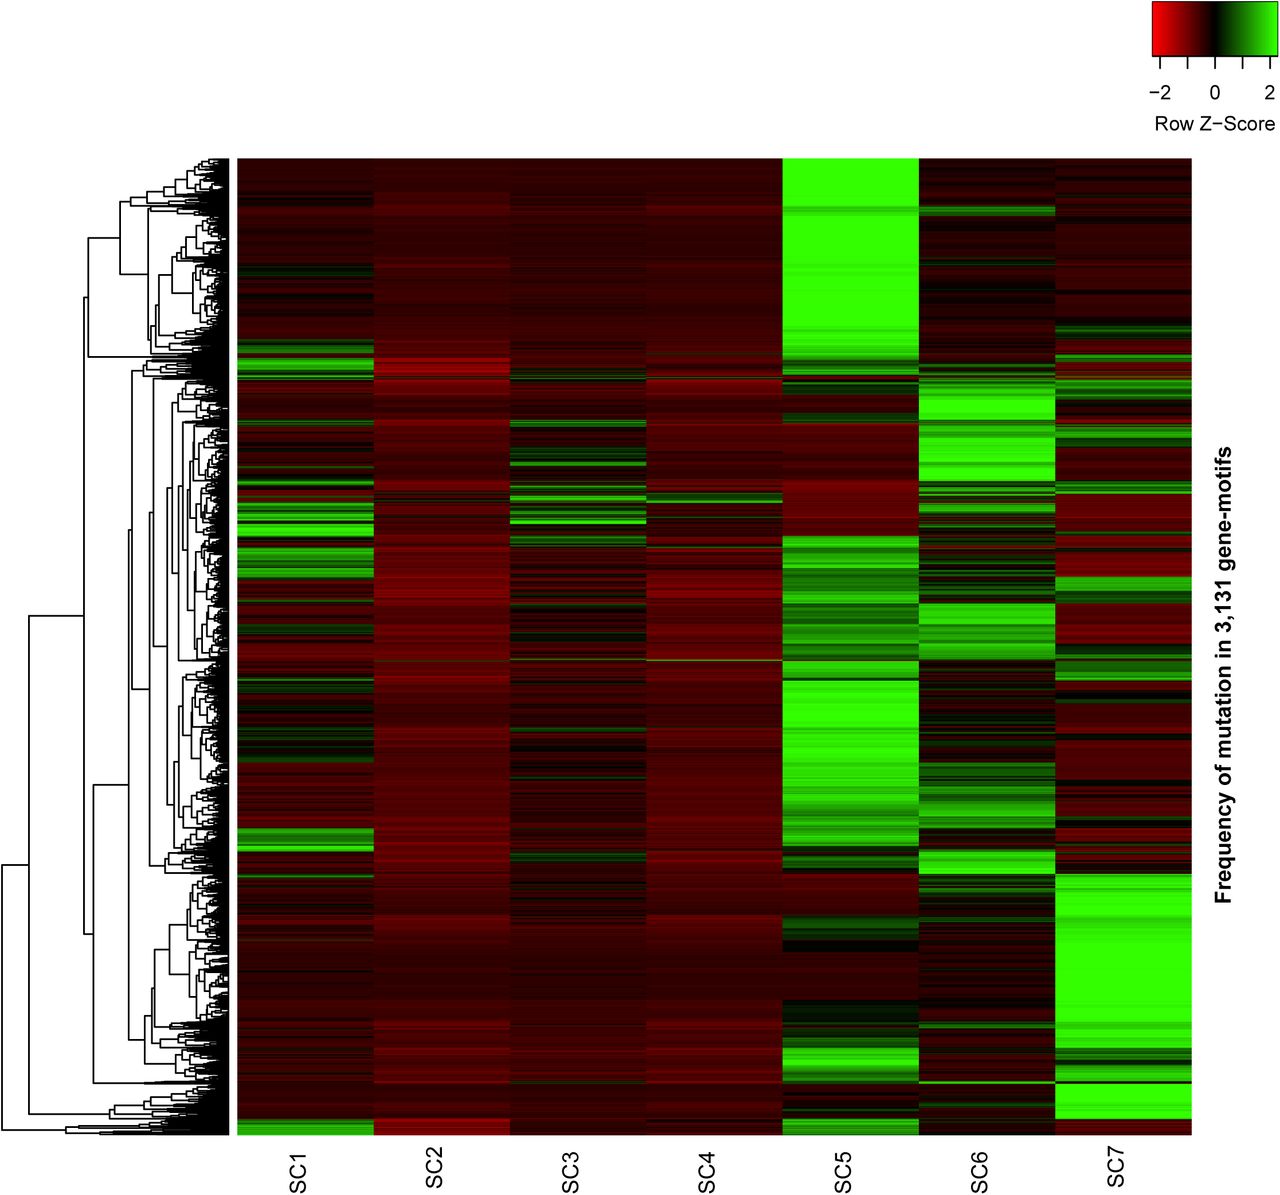 −2 0 2
Row Z−Score
Frequency of mutation in 3,131 gene-motifs
SC1 SC2 SC3 SC4 SC5 SC6 SC7